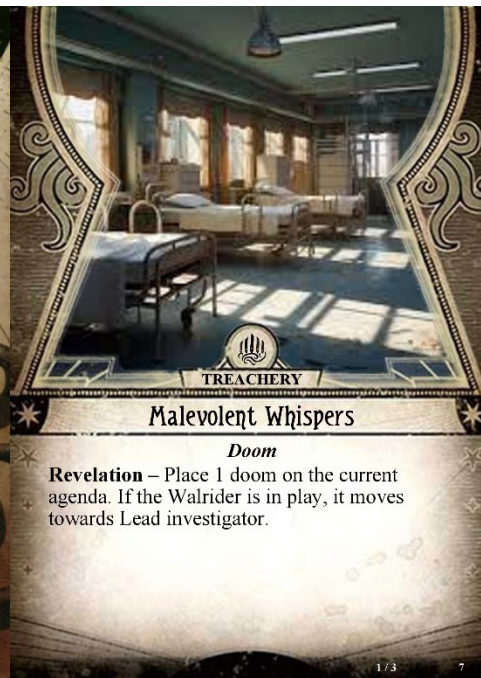 TREACHERY
Malevolent Whispers
Doom
Revelation – Place 1 doom on the current
agenda. If the Walrider is in play, it moves
towards Lead investigator.
1 / 3
7